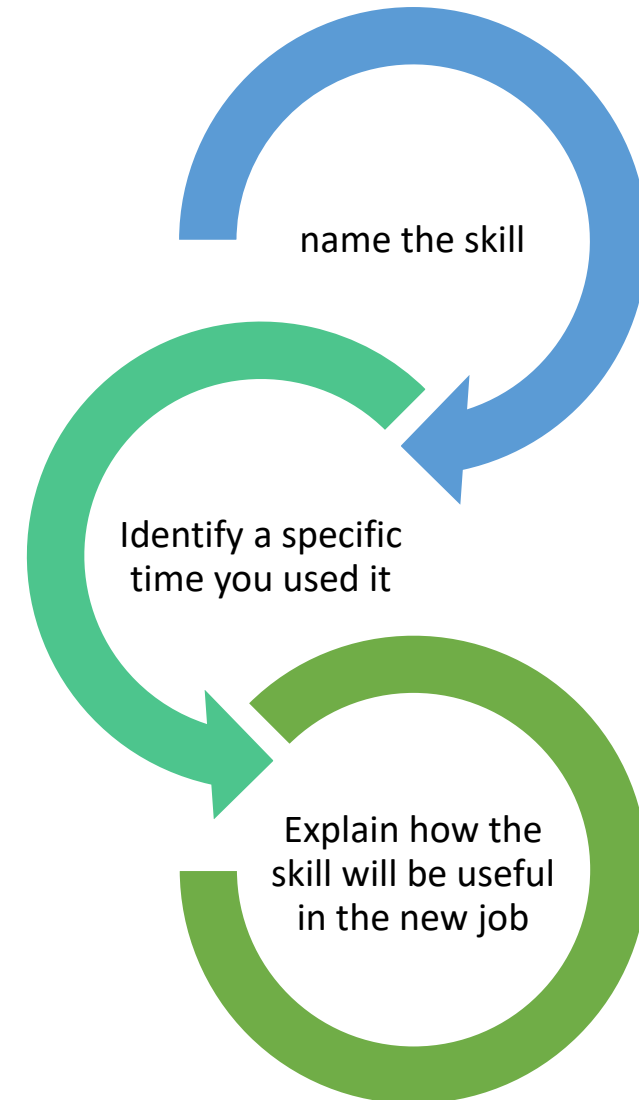 name the skill
Identify a specific
time you used it
Explain how the
skill will be useful
in the new job